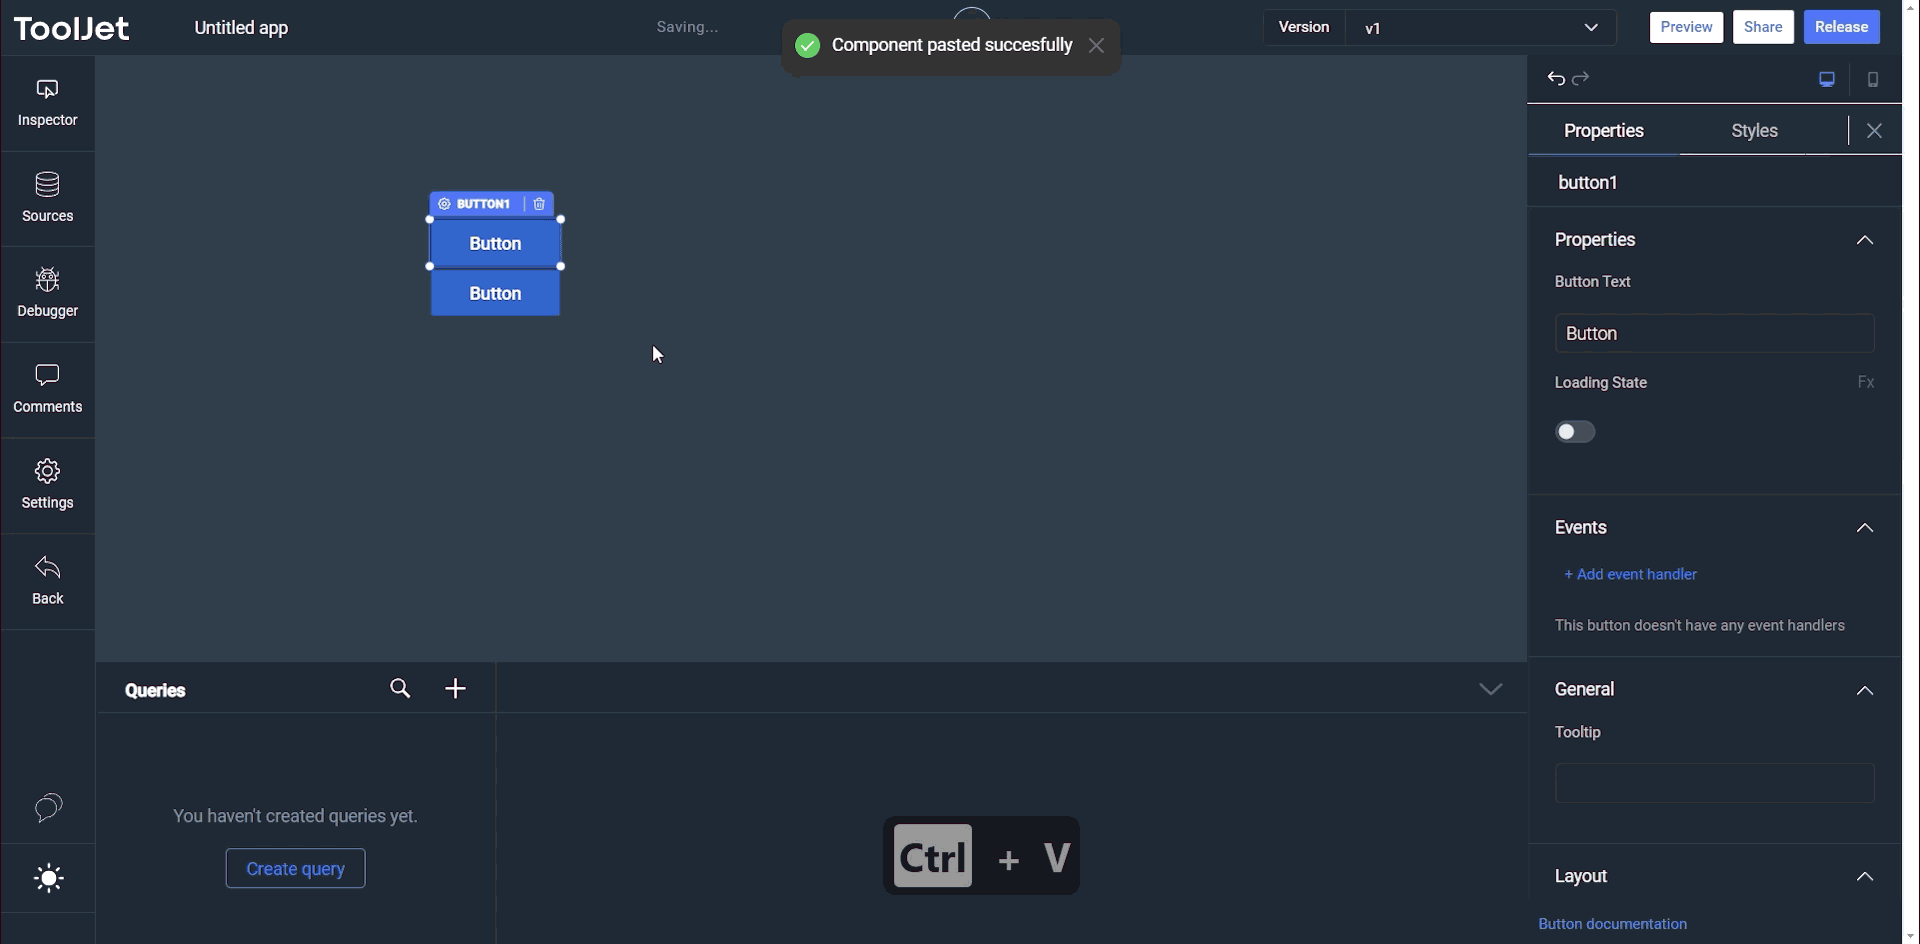 ToolJet
Untitled app
Saving...
Component pasted succesfully
Version
v1
Preview
Share
Release
Inspector
Sources
Debugger
Comments
Settings
Back
BUTTON1
Button
Button
Properties
Styles
button1
Properties
Button Text
Button
Loading State
Fx
Events
+ Add event handler
This button doesn't have any event handlers
General
Tooltip
Layout
Button documentation
Queries
You haven't created queries yet.
Create query
Ctrl + V